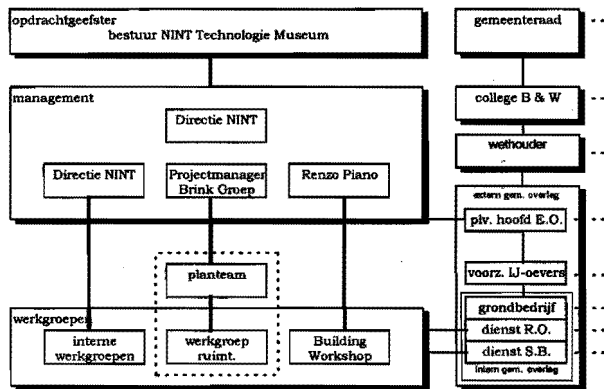 opdrachtgeefster
bestuur NINT Technologie Museum
gemeenteraad
management
Directie NINT
college B & W
wethouder
Directie NINT
Projectmanager
Brink Groep
Renzo Piano
extern gem. overleg
plv. hoofd E.O.
planteam
voorz. IJ-oevers
werkgroepen
grondbedrijf
interne
werkgroepen
werkgroep
ruimt.
Building
Workshop
dienst R.O.
dienst S.B.
intern gem. overleg